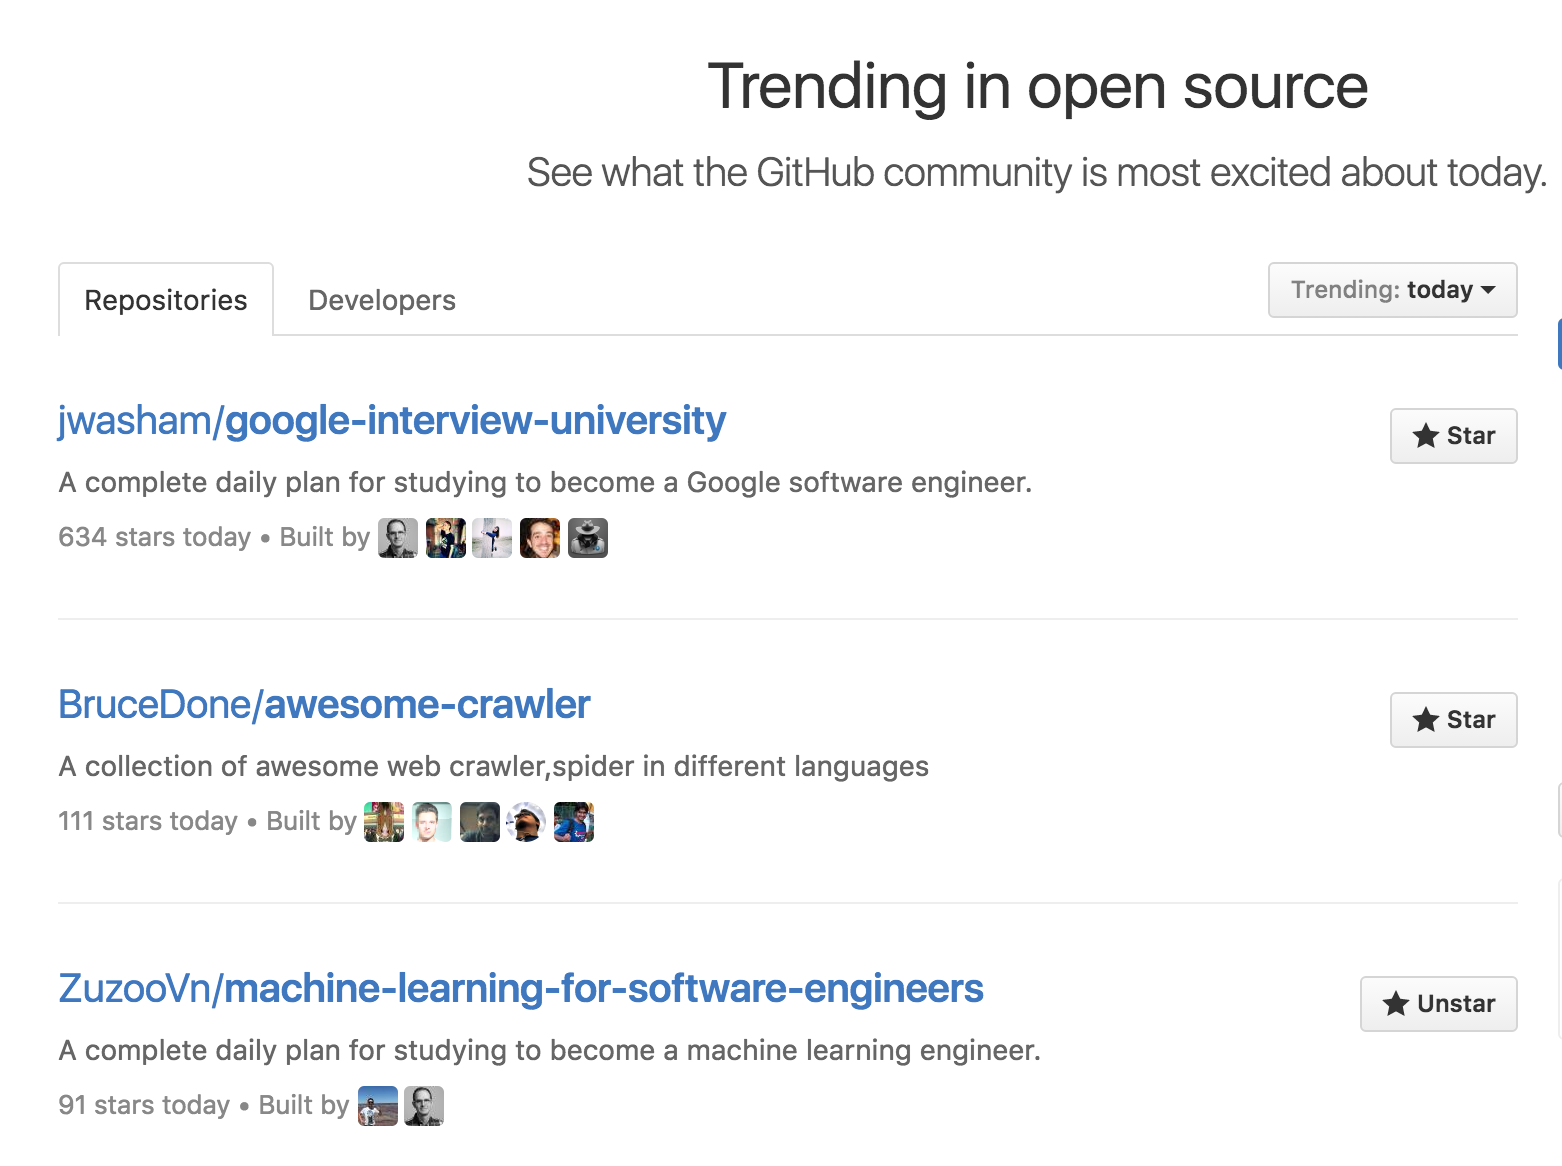 Trending in open source
See what the GitHub community is most excited about today.
Repositories
Developers
Trending: today
jwasham/google-interview-university
Star
A complete daily plan for studying to become a Google software engineer.
634 stars today • Built by
BruceDone/awesome-crawler
Star
A collection of awesome web crawler,spider in different languages
111 stars today • Built by
ZuzooVn/machine-learning-for-software-engineers
Unstar
A complete daily plan for studying to become a machine learning engineer.
91 stars today • Built by